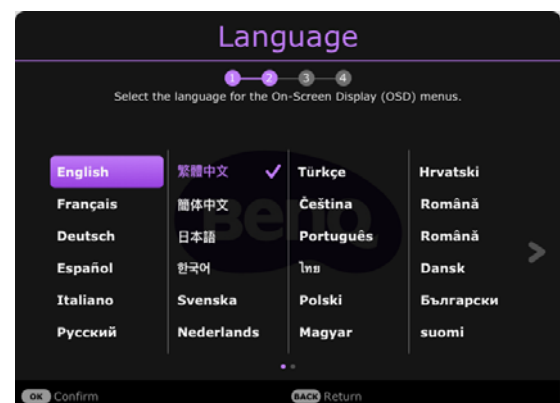 Language
1 2 3 4
Select the language for the On-Screen Display (OSD) menus.
English 繁體中文 Türkçe Hrvatski
Français 簡体中文 Čeština Română
Deutsch 日本語 Português Română
Español 한국어 ไทย Dansk
Italiano Svenska Polski Български
Русский Nederlands Magyar suomi
BenQ
OK Confirm BACK Return